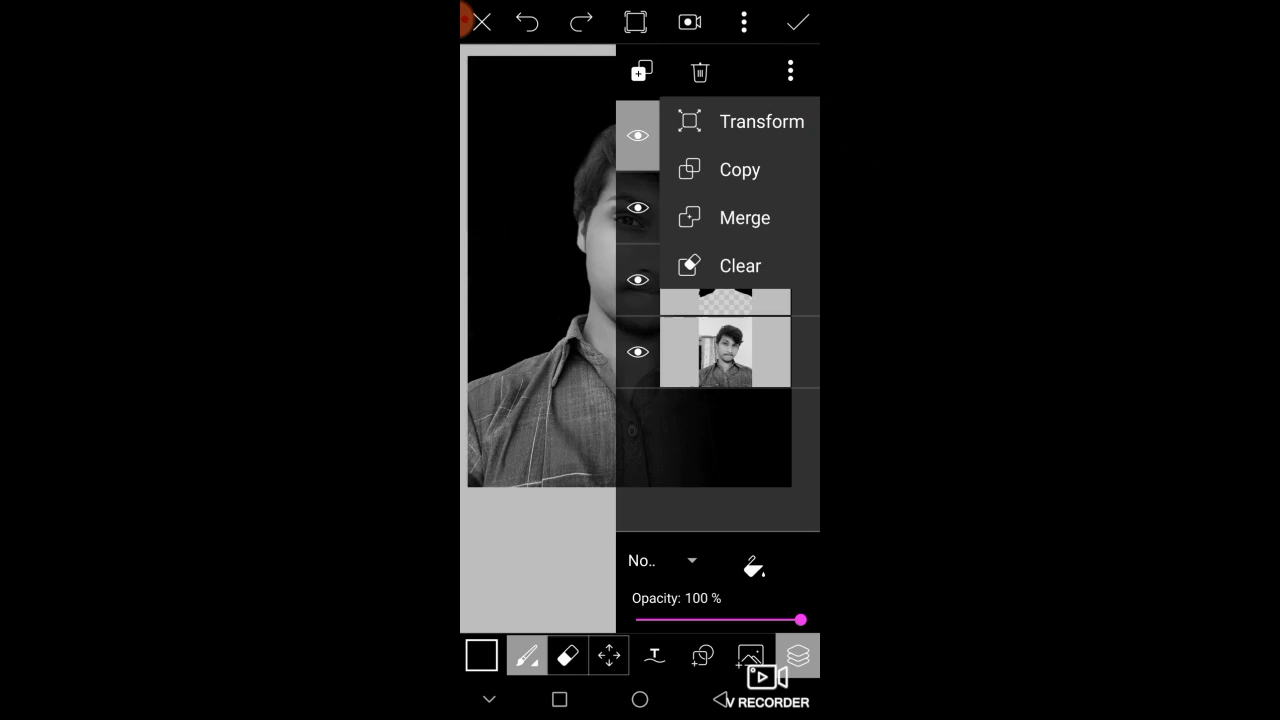 Transform
Copy
Merge
Clear
No..
Opacity: 100 %
T
V RECORDER